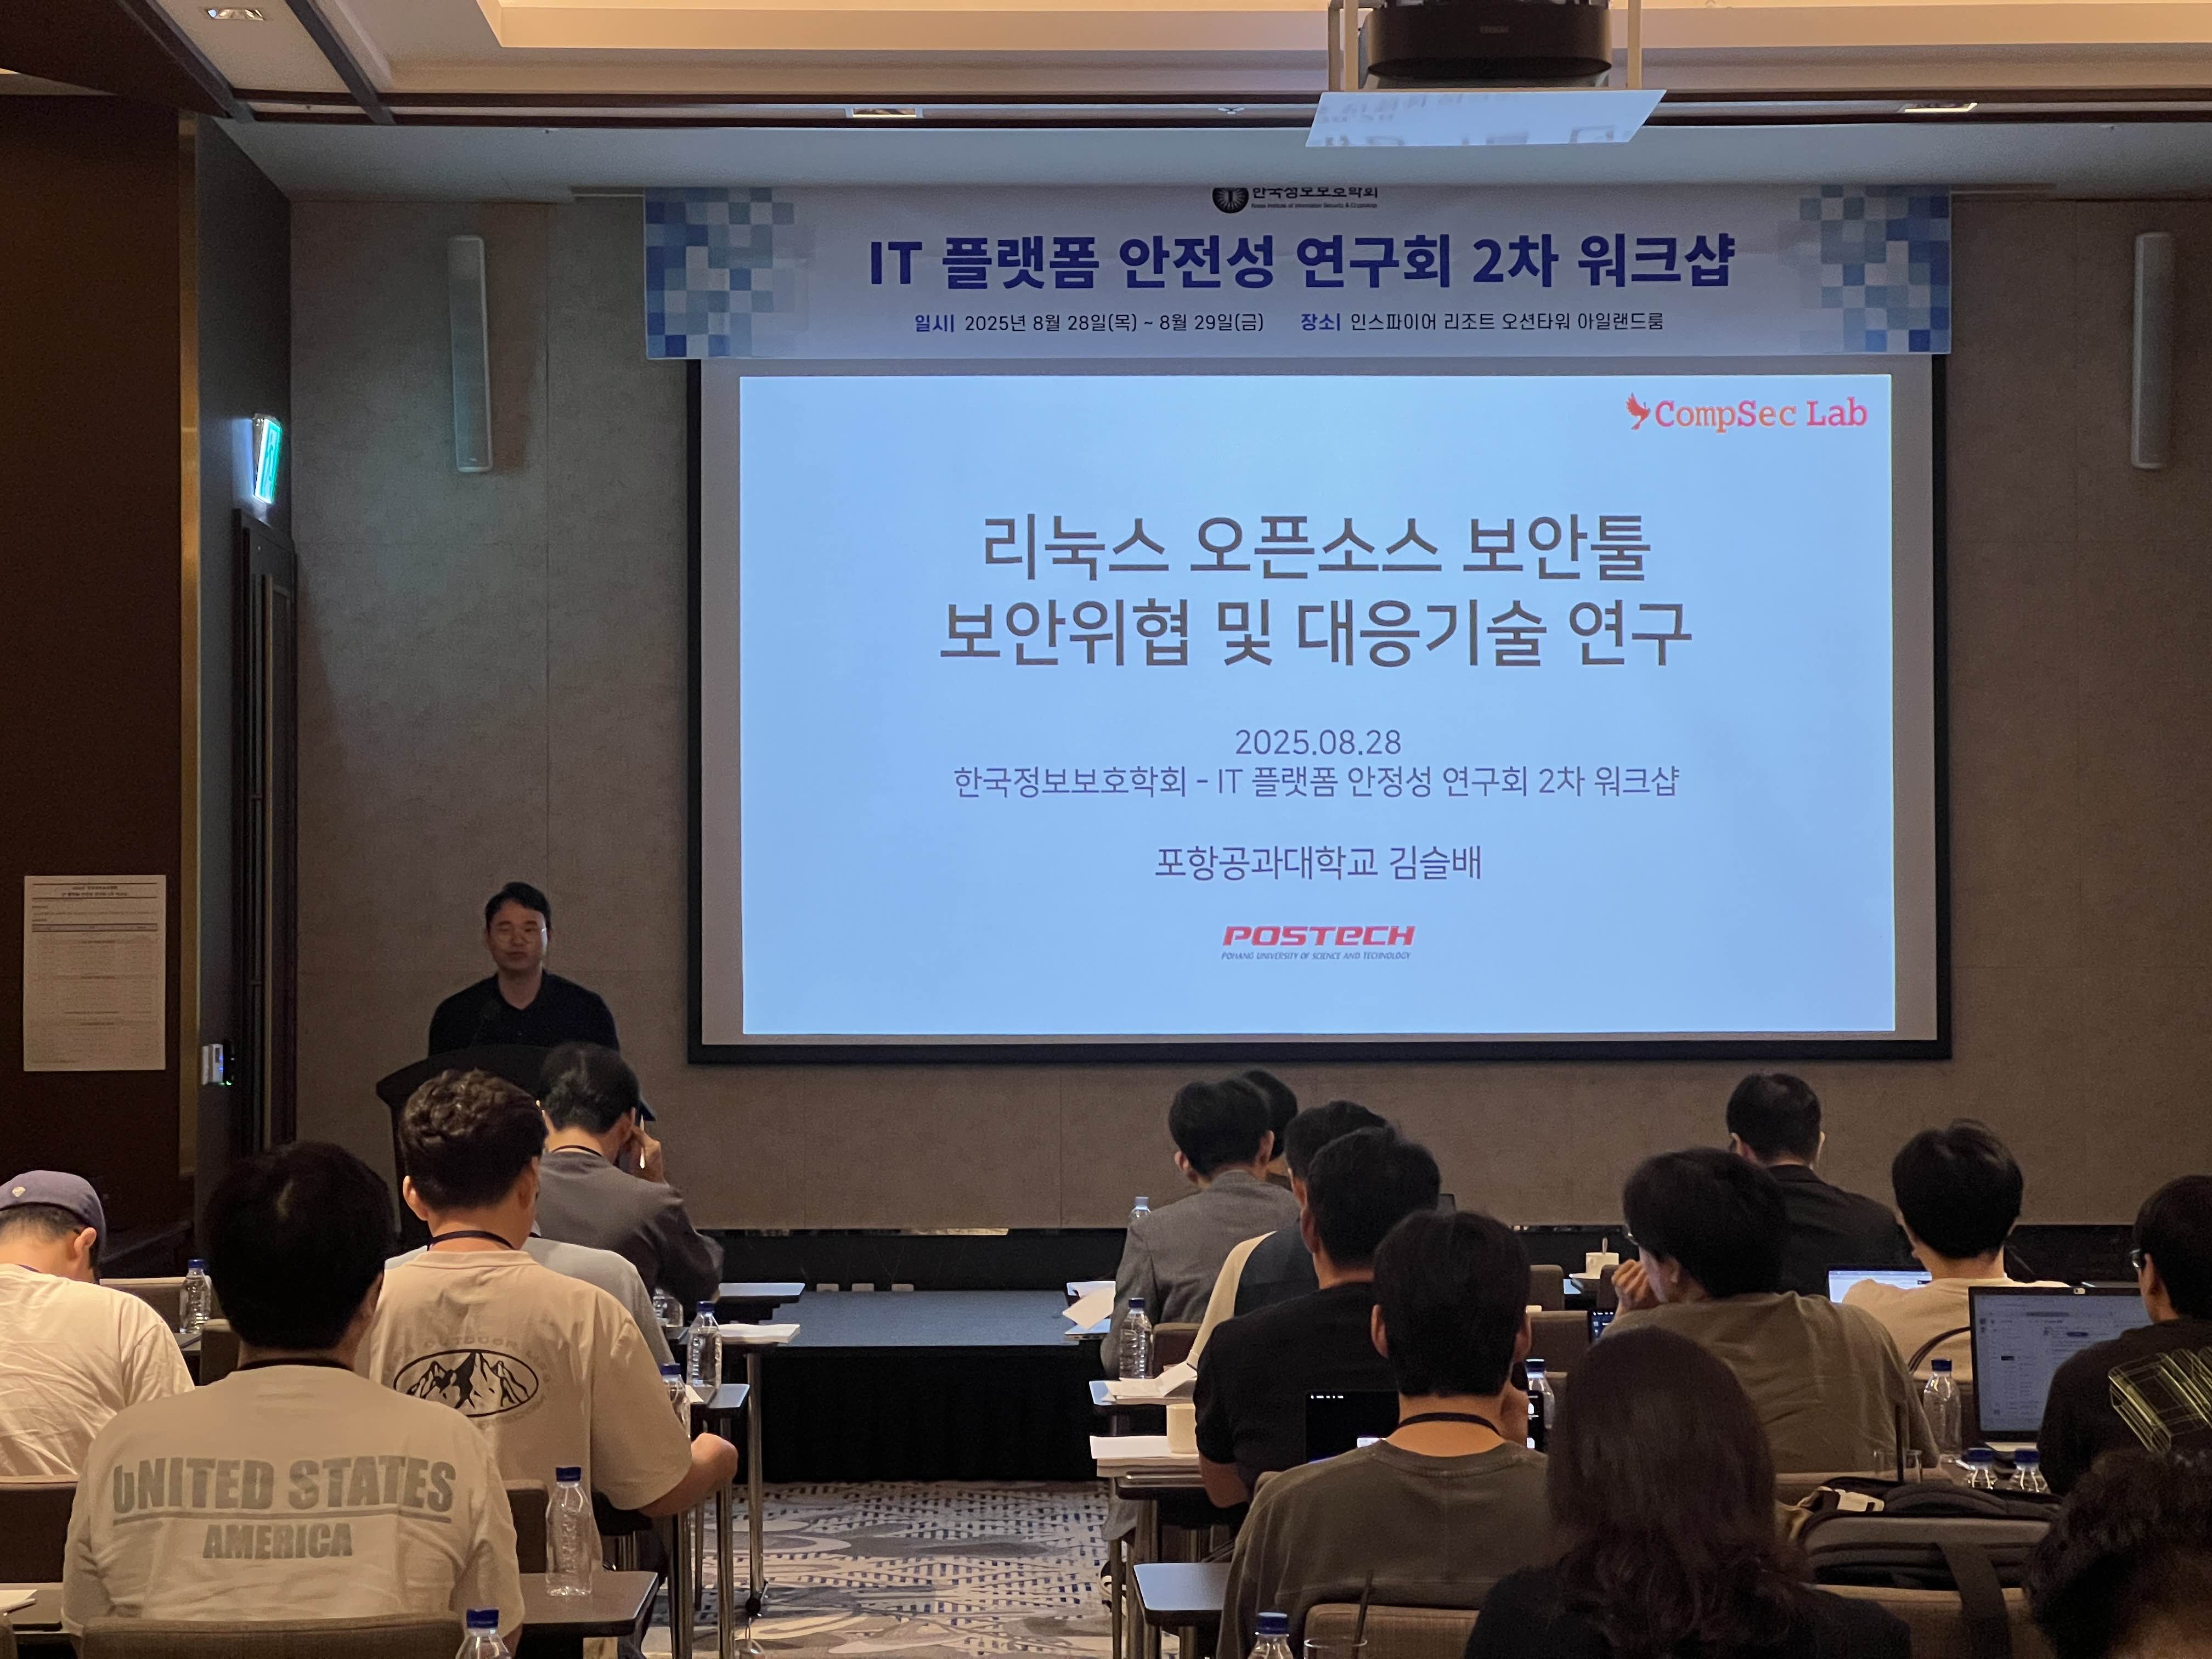 한국정보보호학회
IT 플랫폼 안전성 연구회 2차 워크샵
일시| 2025년 8월 28일(목) ~ 8월 29일(금) 장소| 인스파이어 리조트 오션타워 아일랜드룸
CompSec Lab
리눅스 오픈소스 보안툴
보안위협 및 대응기술 연구
2025.08.28
한국정보보호학회 - IT 플랫폼 안정성 연구회 2차 워크샵
포항공과대학교 김슬배
POSTECH
POHANG UNIVERSITY OF SCIENCE AND TECHNOLOGY
UNITED STATES
AMERICA